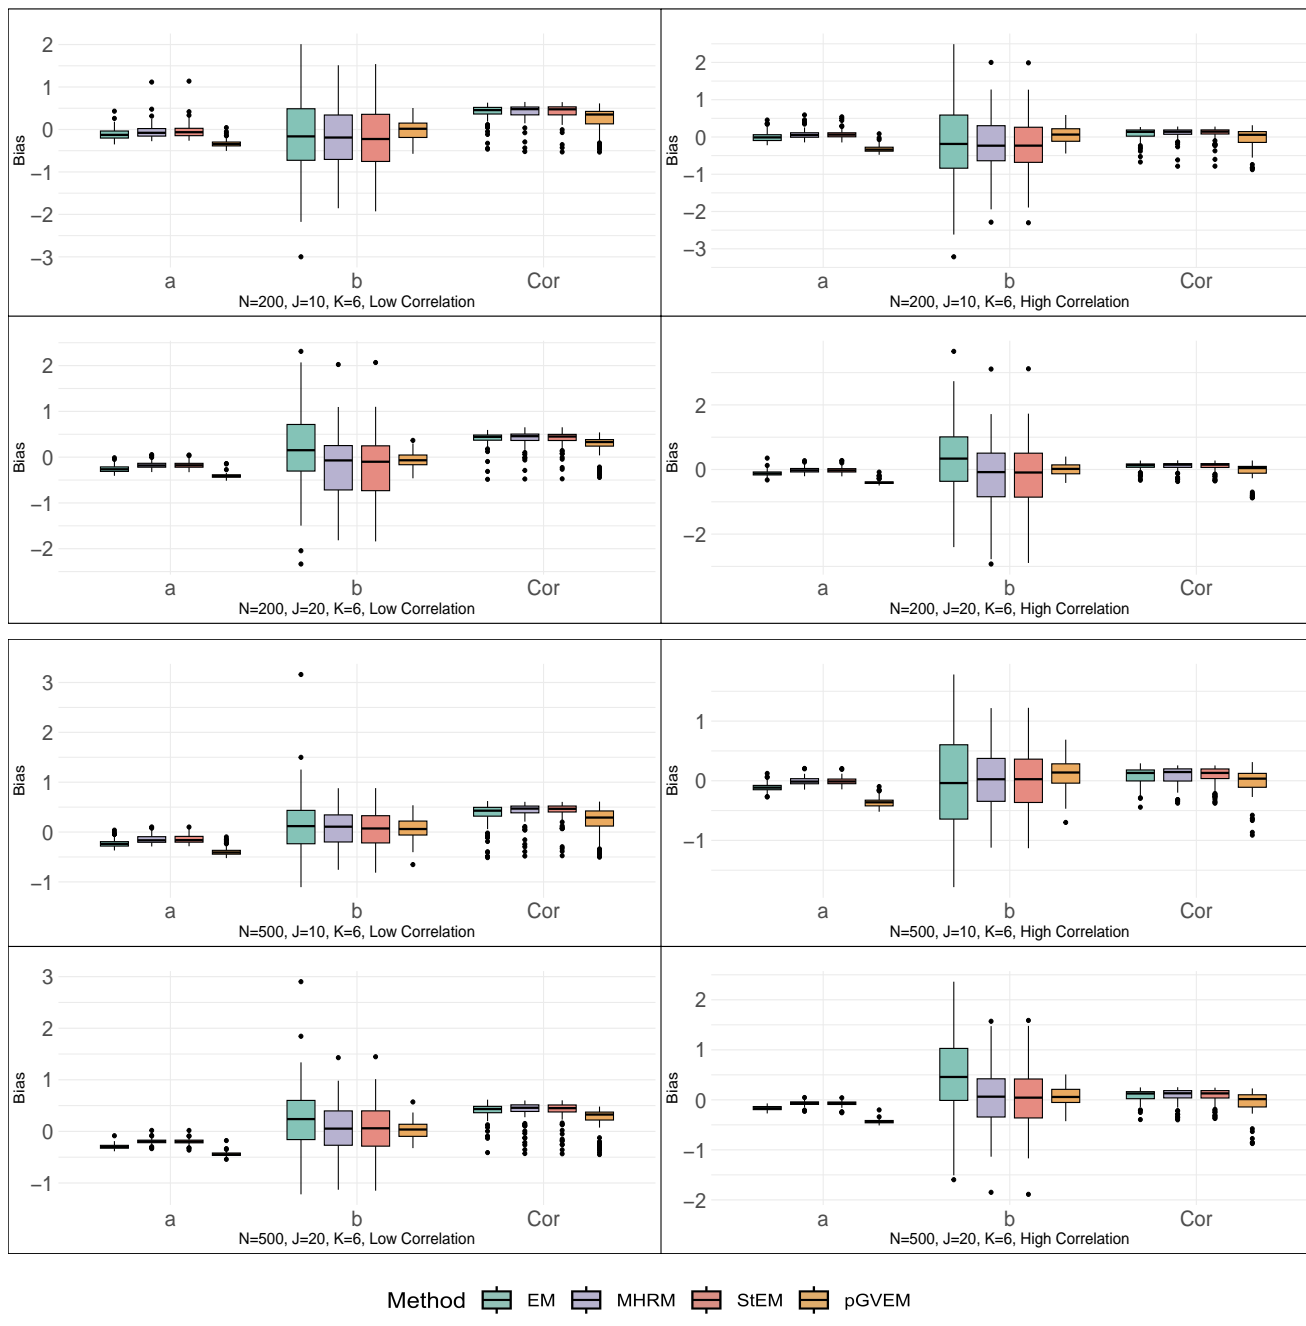 2
1
0
−1
−2
−3
Bias
a b Cor
N=200, J=10, K=6, Low Correlation
2
1
0
−1
−2
−3
Bias
a b Cor
N=200, J=10, K=6, High Correlation
2
1
0
−1
−2
Bias
a b Cor
N=200, J=20, K=6, Low Correlation
2
0
−2
Bias
a b Cor
N=200, J=20, K=6, High Correlation
3
2
1
0
−1
Bias
a b Cor
N=500, J=10, K=6, Low Correlation
1
0
−1
Bias
a b Cor
N=500, J=10, K=6, High Correlation
3
2
1
0
−1
Bias
a b Cor
N=500, J=20, K=6, Low Correlation
2
1
0
−1
−2
Bias
a b Cor
N=500, J=20, K=6, High Correlation
Method EM MHRM StEM pGVEM